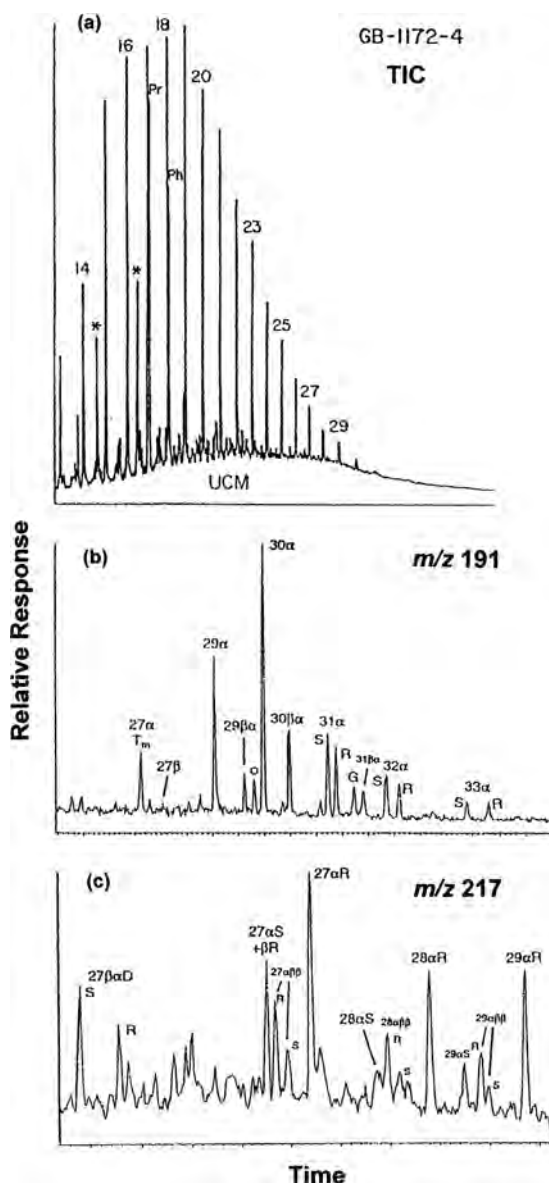 (a)
GB-1172-4
TIC
14
*
16
*
Pr
18
Ph
20
23
25
27
29
UCM
Relative Response
(b)
m/z 191
27α
Tm
27β
29α
29βα
o
30α
30βα
31α
S
R
G
31βα
32α
S
R
33α
S
R
(c)
m/z 217
27βαD
S
R
27αS
+βR
27αββ
R
S
27αR
28αS
28αββ
R
S
28αR
29αS
29αββ
R
S
29αR
Time